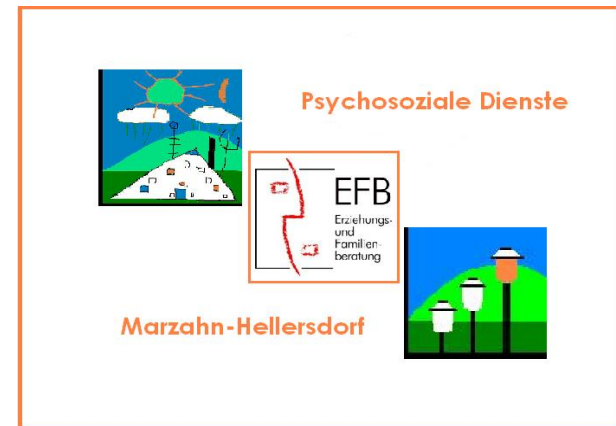 Psychosoziale Dienste
EFB
Erziehungs-
und
Familien-
beratung
Marzahn-Hellersdorf